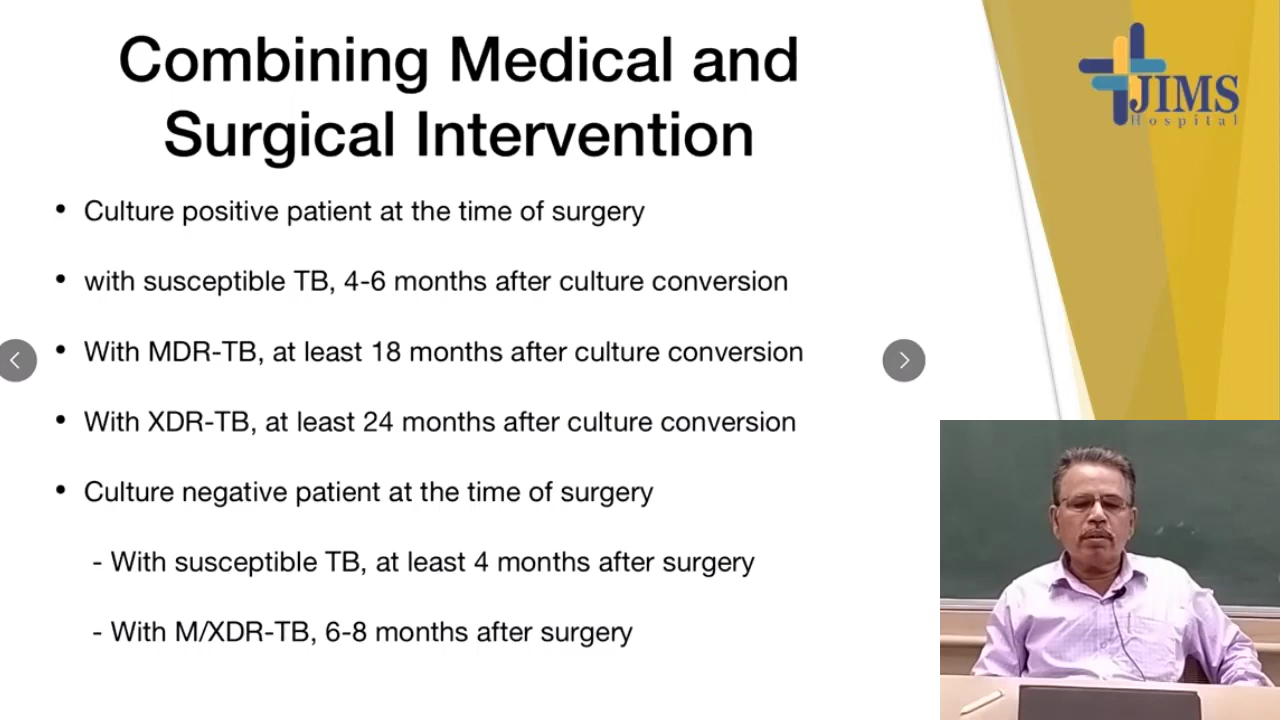 Combining Medical and
Surgical Intervention
JIMS
Hospital
• Culture positive patient at the time of surgery
• with susceptible TB, 4-6 months after culture conversion
• With MDR-TB, at least 18 months after culture conversion
• With XDR-TB, at least 24 months after culture conversion
• Culture negative patient at the time of surgery
- With susceptible TB, at least 4 months after surgery
- With M/XDR-TB, 6-8 months after surgery